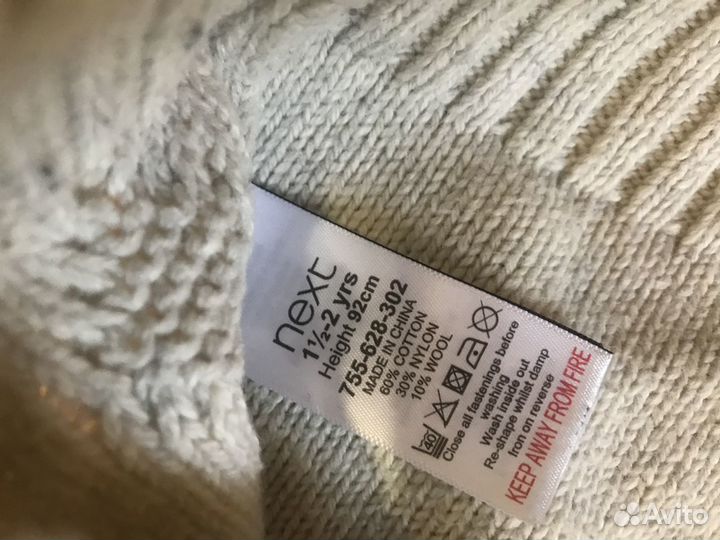 next
1½-2 yrs
Height 92cm
755-628-302
MADE IN CHINA
60% COTTON
30% NYLON
10% WOOL
40
Close all fastenings before
washing
Wash inside out
Re-shape whilst damp
Iron on reverse
KEEP AWAY FROM FIRE
Avito